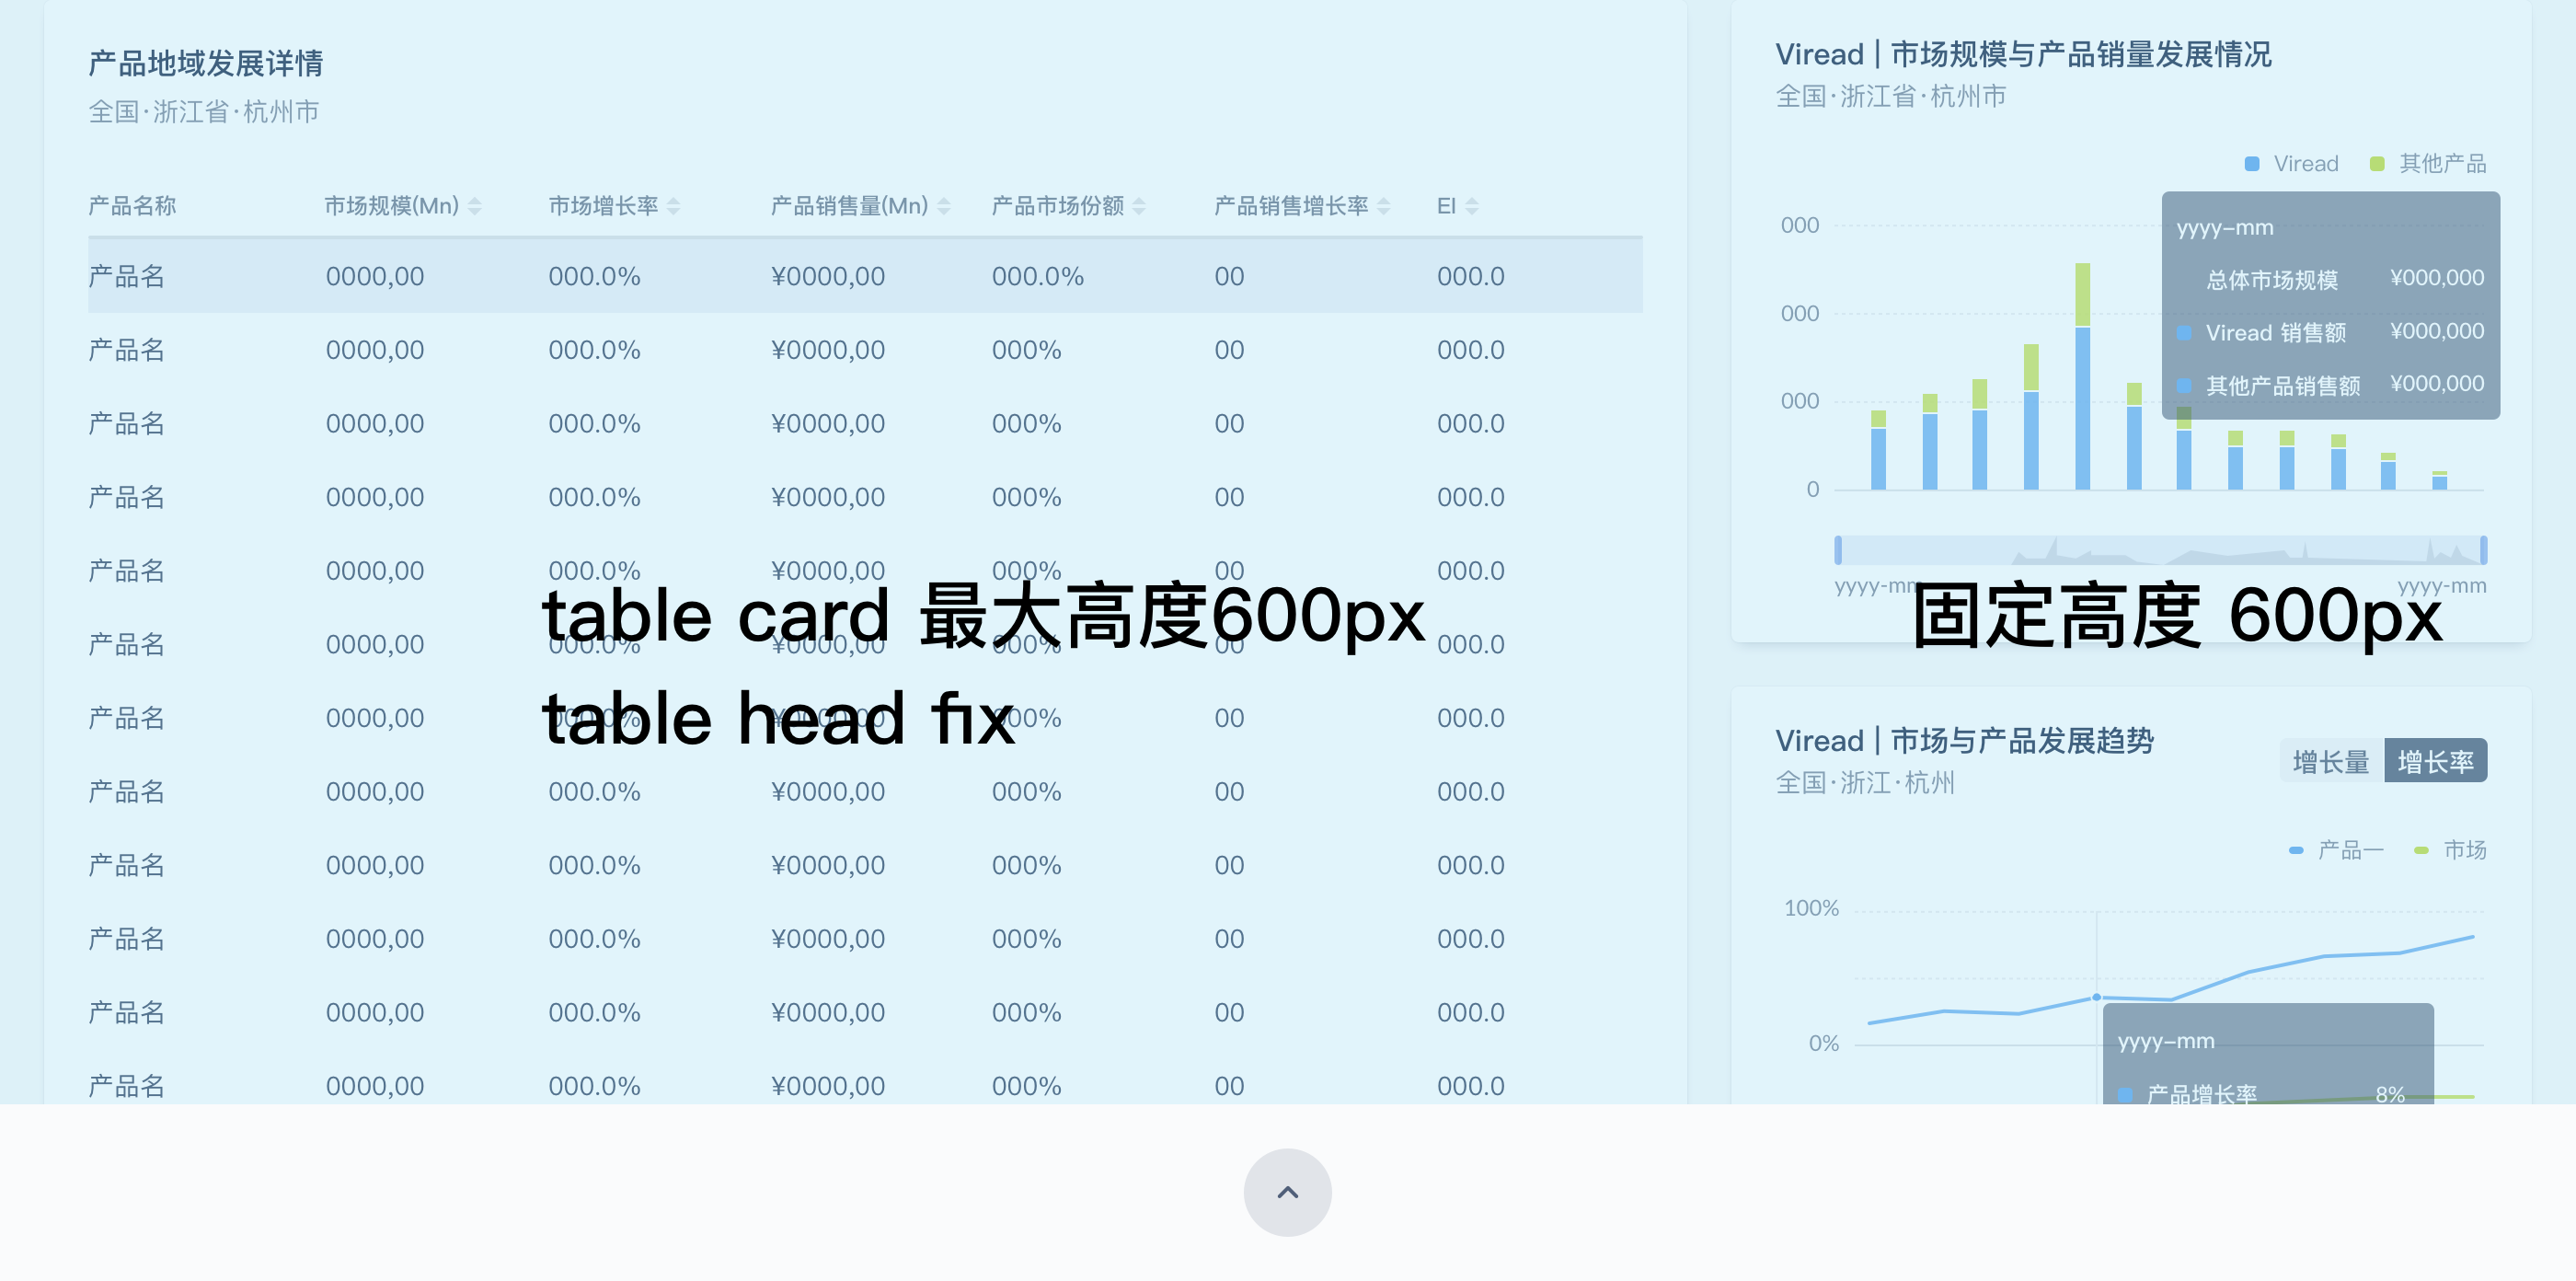 产品地域发展详情
全国·浙江省·杭州市
产品名称 市场规模(Mn) 市场增长率 产品销售量(Mn) 产品市场份额 产品销售增长率 EI
产品名 0000,00 000.0% ¥0000,00 000.0% 00 000.0
产品名 0000,00 000.0% ¥0000,00 000% 00 000.0
产品名 0000,00 000.0% ¥0000,00 000% 00 000.0
产品名 0000,00 000.0% ¥0000,00 000% 00 000.0
产品名 0000,00 000.0% ¥0000,00 000% 00 000.0
产品名 0000,00 000.0% ¥0000,00 000% 00 000.0
产品名 0000,00 000.0% ¥0000,00 000% 00 000.0
产品名 0000,00 000.0% ¥0000,00 000% 00 000.0
产品名 0000,00 000.0% ¥0000,00 000% 00 000.0
产品名 0000,00 000.0% ¥0000,00 000% 00 000.0
产品名 0000,00 000.0% ¥0000,00 000% 00 000.0
产品名 0000,00 000.0% ¥0000,00 000% 00 000.0
table card 最大高度600px
table head fix
Viread | 市场规模与产品销量发展情况
全国·浙江省·杭州市
Viread 其他产品
000
000
000
0
yyyy-mm
总体市场规模 ¥000,000
Viread 销售额 ¥000,000
其他产品销售额 ¥000,000
yyyy-mm yyyy-mm
固定高度 600px
Viread | 市场与产品发展趋势
全国·浙江·杭州
增长量 增长率
产品一 市场
100%
0%
yyyy-mm
产品增长率 8%